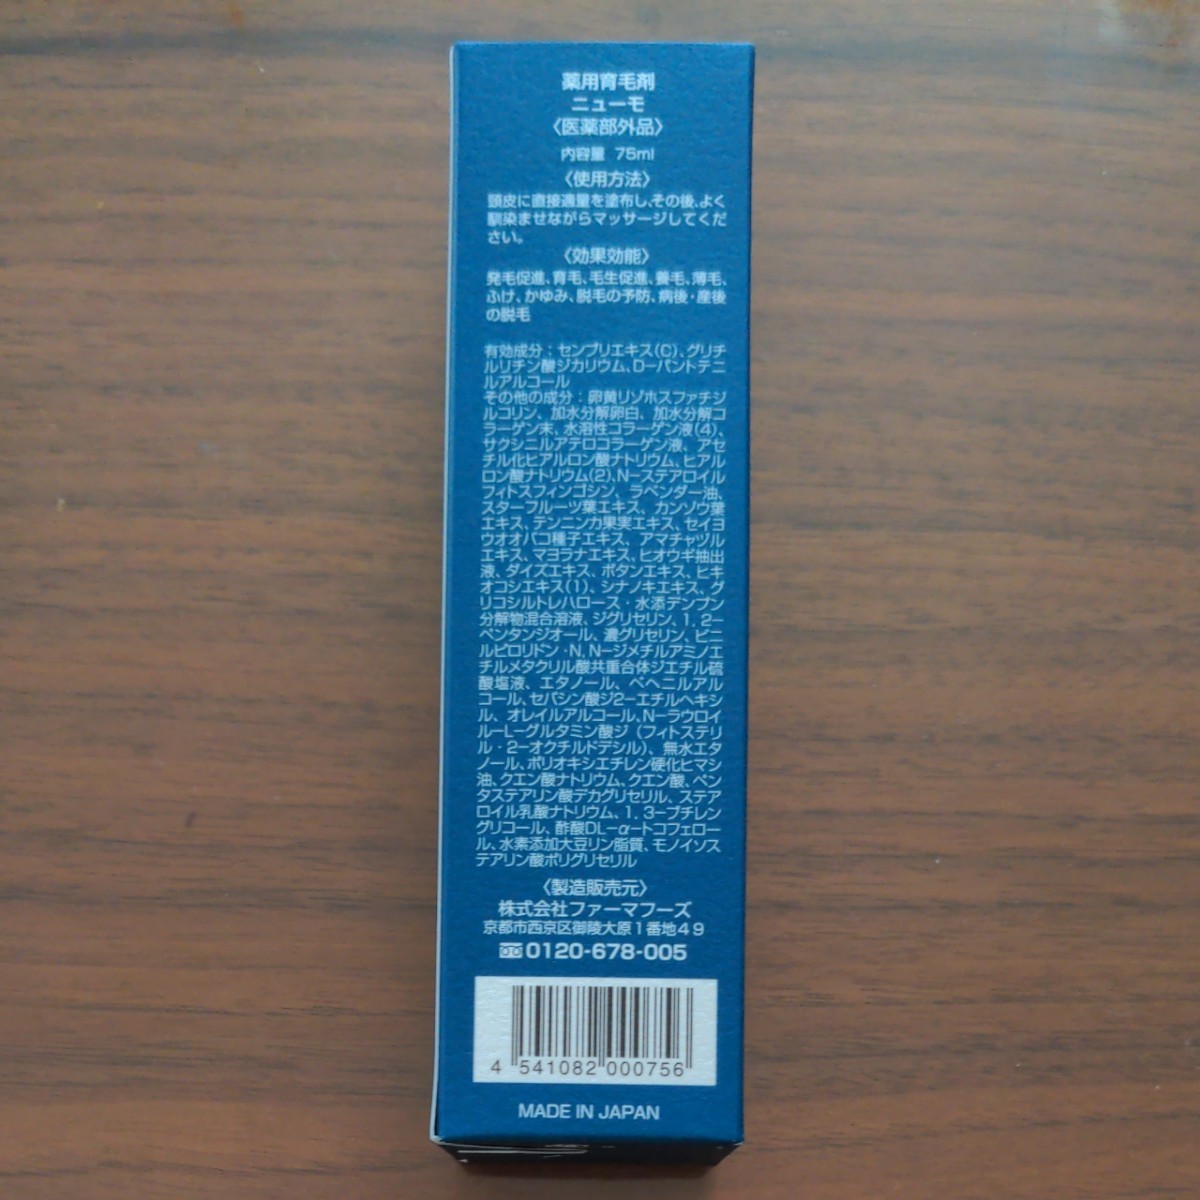 薬用育毛剤
ニューモ
〈医薬部外品〉
内容量 75ml
〈使用方法〉
頭皮に直接適量を塗布し、その後、よく
馴染ませながらマッサージしてくだ
さい。
〈効果効能〉
発毛促進、育毛、毛生促進、養毛、薄毛、
ふけ、かゆみ、脱毛の予防、病後・産後
の脱毛
有効成分：センブリエキス(C)、グリチ
ルリチン酸ジカリウム、D−パントテニ
ルアルコール
その他の成分：卵黄リゾホスファチジ
ルコリン、加水分解卵白、加水分解コ
ラーゲン末、水溶性コラーゲン液(4)、
サクシニルアテロコラーゲン液、アセ
チル化ヒアルロン酸ナトリウム、ヒアル
ロン酸ナトリウム(2)、N−ステアロイル
フィトスフィンゴシン、ラベンダー油、
スターフルーツ葉エキス、カンゾウ葉
エキス、テンニンカ果実エキス、セイヨ
ウオオバコ種子エキス、アマチャヅル
エキス、マヨラナエキス、ヒオウギ抽出
液、ダイズエキス、ボタンエキス、ヒキ
オコシエキス(1)、シナノキエキス、グ
リコシルトレハロース・水添デンプン
分解物混合溶液、ジグリセリン、1, 2−
ペンタンジオール、濃グリセリン、ビニ
ルピロリドン・N, N−ジメチルアミノエ
チルメタクリル酸共重合体ジエチル硫
酸塩液、エタノール、ベヘニルアル
コール、セバシン酸ジ2−エチルヘキシ
ル、オレイルアルコール、N−ラウロイ
ル−L−グルタミン酸ジ（フィトステリ
ル・2−オクチルドデシル）、無水エタ
ノール、ポリオキシエチレン硬化ヒマシ
油、クエン酸ナトリウム、クエン酸、ペン
タステアリン酸デカグリセリル、ステア
ロイル乳酸ナトリウム、1, 3−ブチレン
グリコール、酢酸DL−α−トコフェロー
ル、水素添加大豆リン脂質、モノイソス
テアリン酸ポリグリセリル
〈製造販売元〉
株式会社ファーマフーズ
京都市西京区御陵大原1番地49
0120-678-005
4 541082 000756
MADE IN JAPAN